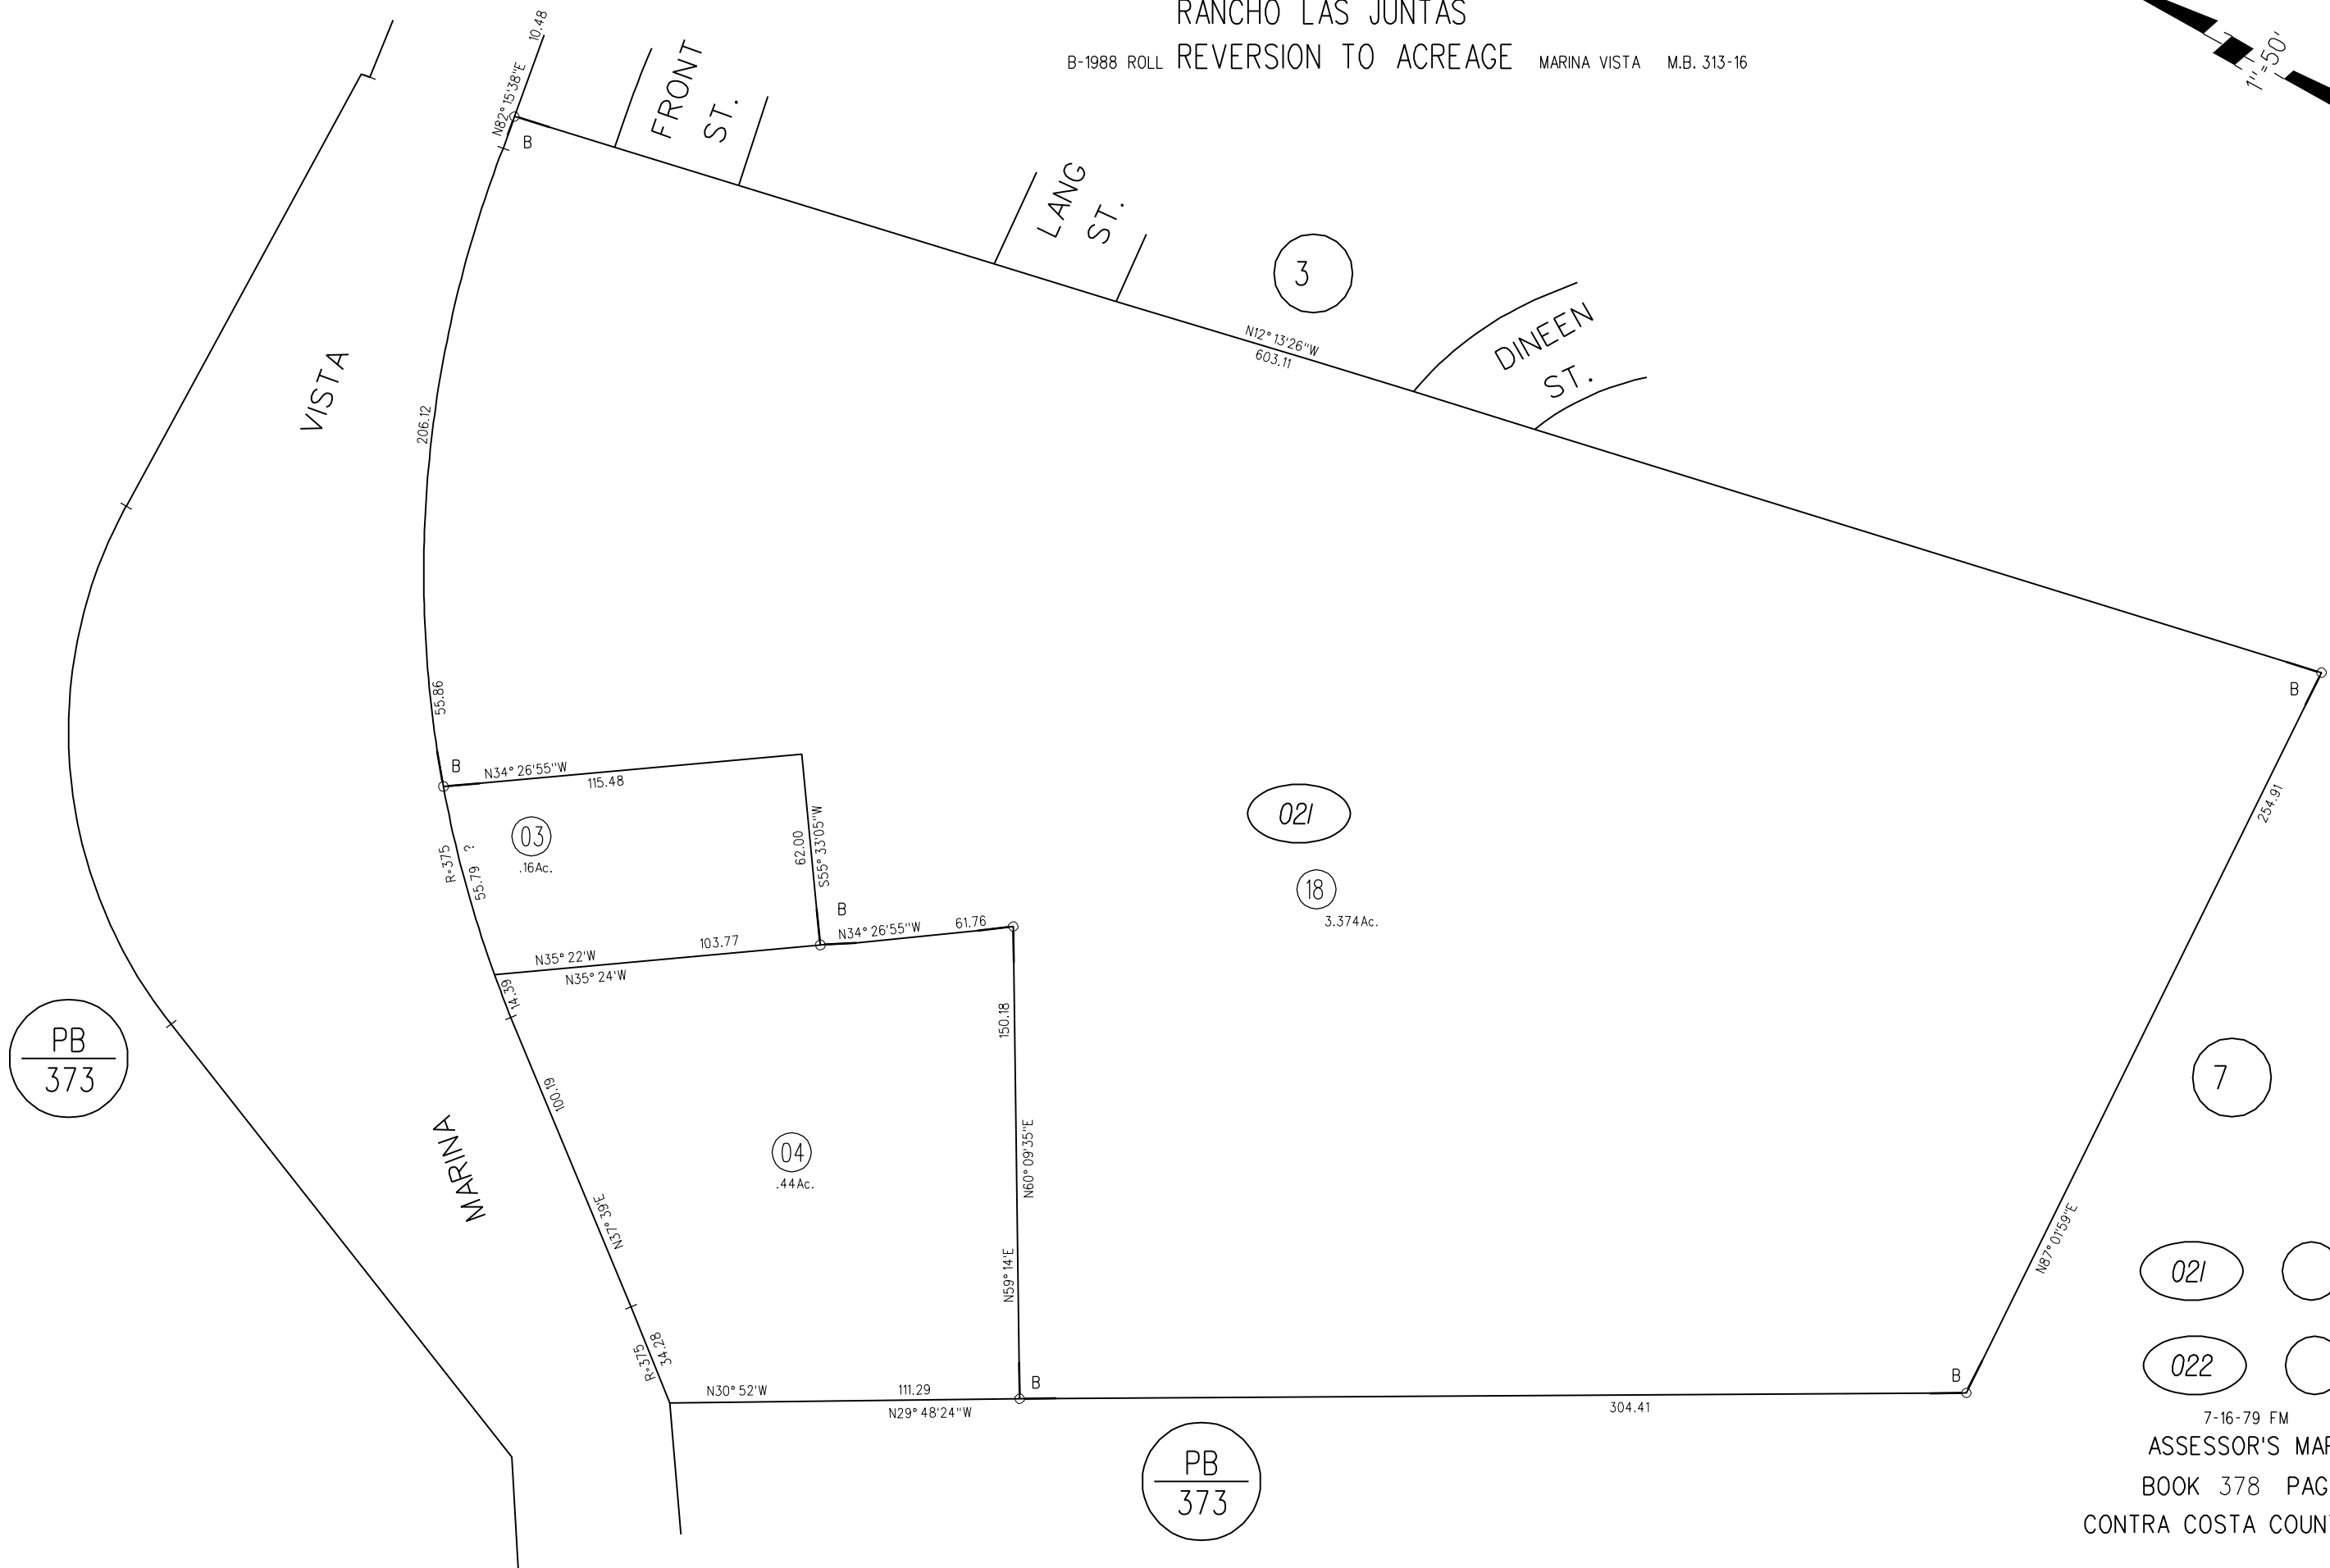 RANCHO LAS JUNTAS
B-1988 ROLL REVERSION TO ACREAGE MARINA VISTA M.B. 313-16
1"=50'
10.48
N82°15'38"E
B
FRONT
ST.
LANG
ST.
3
N12°13'26"W
603.11
DINEEN
ST.
VISTA
206.12
55.86
B
B
N34°26'55"W
115.48
021
254.91
03
.16Ac.
R=375
55.79 ?
62.00
S55°33'05"W
18
3.374Ac.
B
N34°26'55"W 61.76
N35°22'W 103.77
N35°24'W
14.39
150.18
PB
373
7
100.19
MARINA
04
.44Ac.
N37°39'E
N60°09'35"E
N59°14'E
N87°01'59"E
021
022
R=375
34.28
N30°52'W 111.29
B
B
N29°48'24"W
304.41
PB
373
7-16-79 FM
ASSESSOR'S MAP
BOOK 378 PAG
CONTRA COSTA COUN